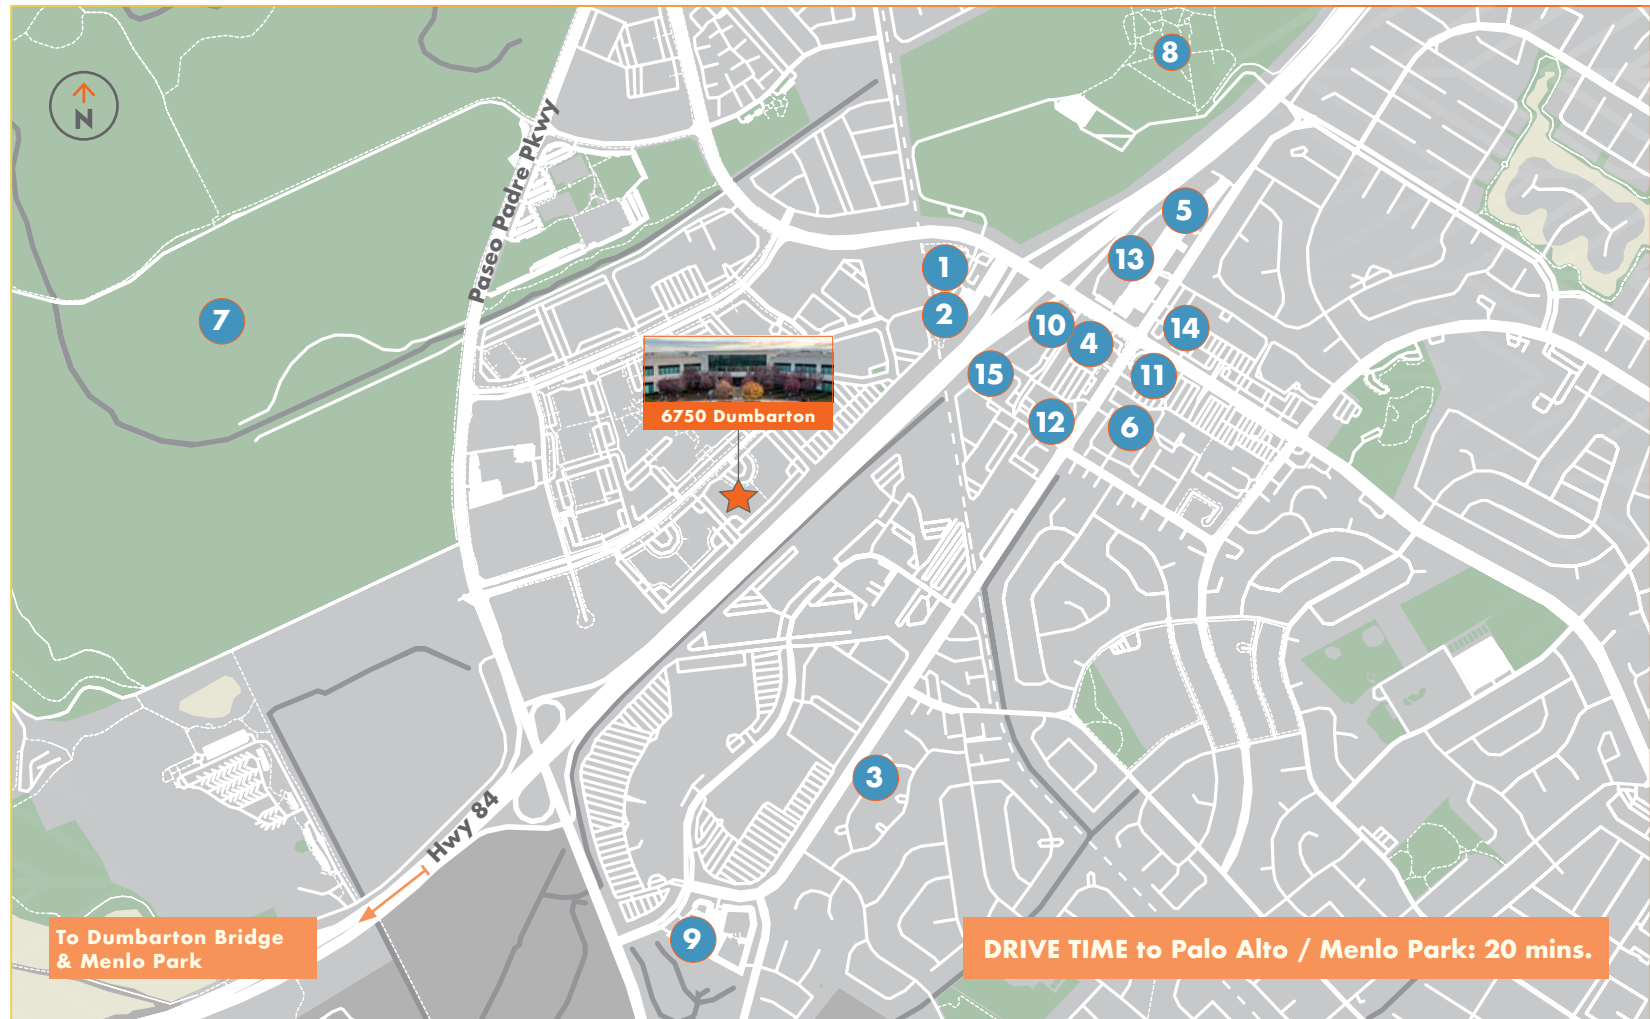 8
N
Paseo Padre Pkwy
5
13
1
2
7
10
14
4
15
11
6750 Dumbarton
12
6
3
Hwy 84
9
To Dumbarton Bridge
& Menlo Park
DRIVE TIME to Palo Alto / Menlo Park: 20 mins.